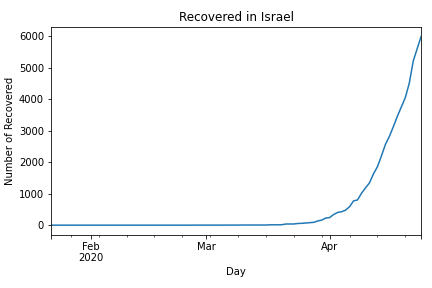 Recovered in Israel
6000
5000
4000
3000
2000
1000
0
Number of Recovered
Feb
2020
Mar
Apr
Day